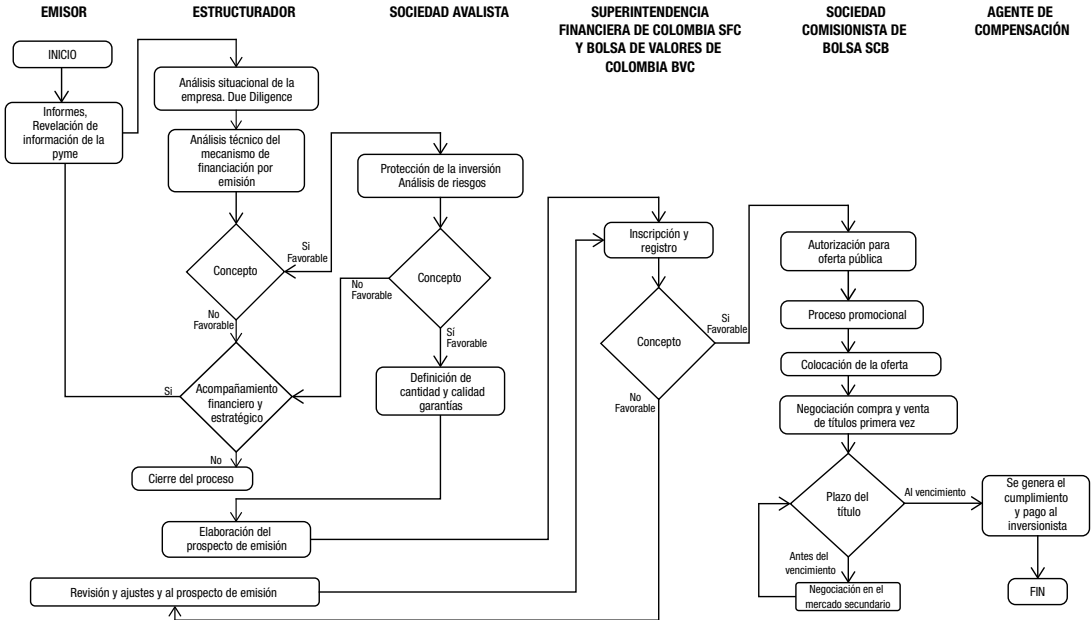 EMISOR
ESTRUCTURADOR
SOCIEDAD AVALISTA
SUPERINTENDENCIA
FINANCIERA DE COLOMBIA SFC
Y BOLSA DE VALORES DE
COLOMBIA BVC
SOCIEDAD
COMISIONISTA DE
BOLSA SCB
AGENTE DE
COMPENSACIÓN
INICIO
Informes,
Revelación de
información de la
pyme
Análisis situacional de la
empresa. Due Diligence
Análisis técnico del
mecanismo de
financiación por
emisión
Concepto
Si
Favorable
No
Favorable
Acompañamiento
financiero y
estratégico
Si
No
Cierre del proceso
Elaboración del
prospecto de emisión
Revisión y ajustes y al prospecto de emisión
Protección de la inversión
Análisis de riesgos
Concepto
No
Favorable
Sí
Favorable
Definición de
cantidad y calidad
garantías
Inscripción y
registro
Concepto
Si
Favorable
No
Favorable
Autorización para
oferta pública
Proceso promocional
Colocación de la oferta
Negociación compra y venta
de títulos primera vez
Plazo del
título
Al vencimiento
Antes del
vencimiento
Negociación en el
mercado secundario
Se genera el
cumplimiento
y pago al
inversionista
FIN